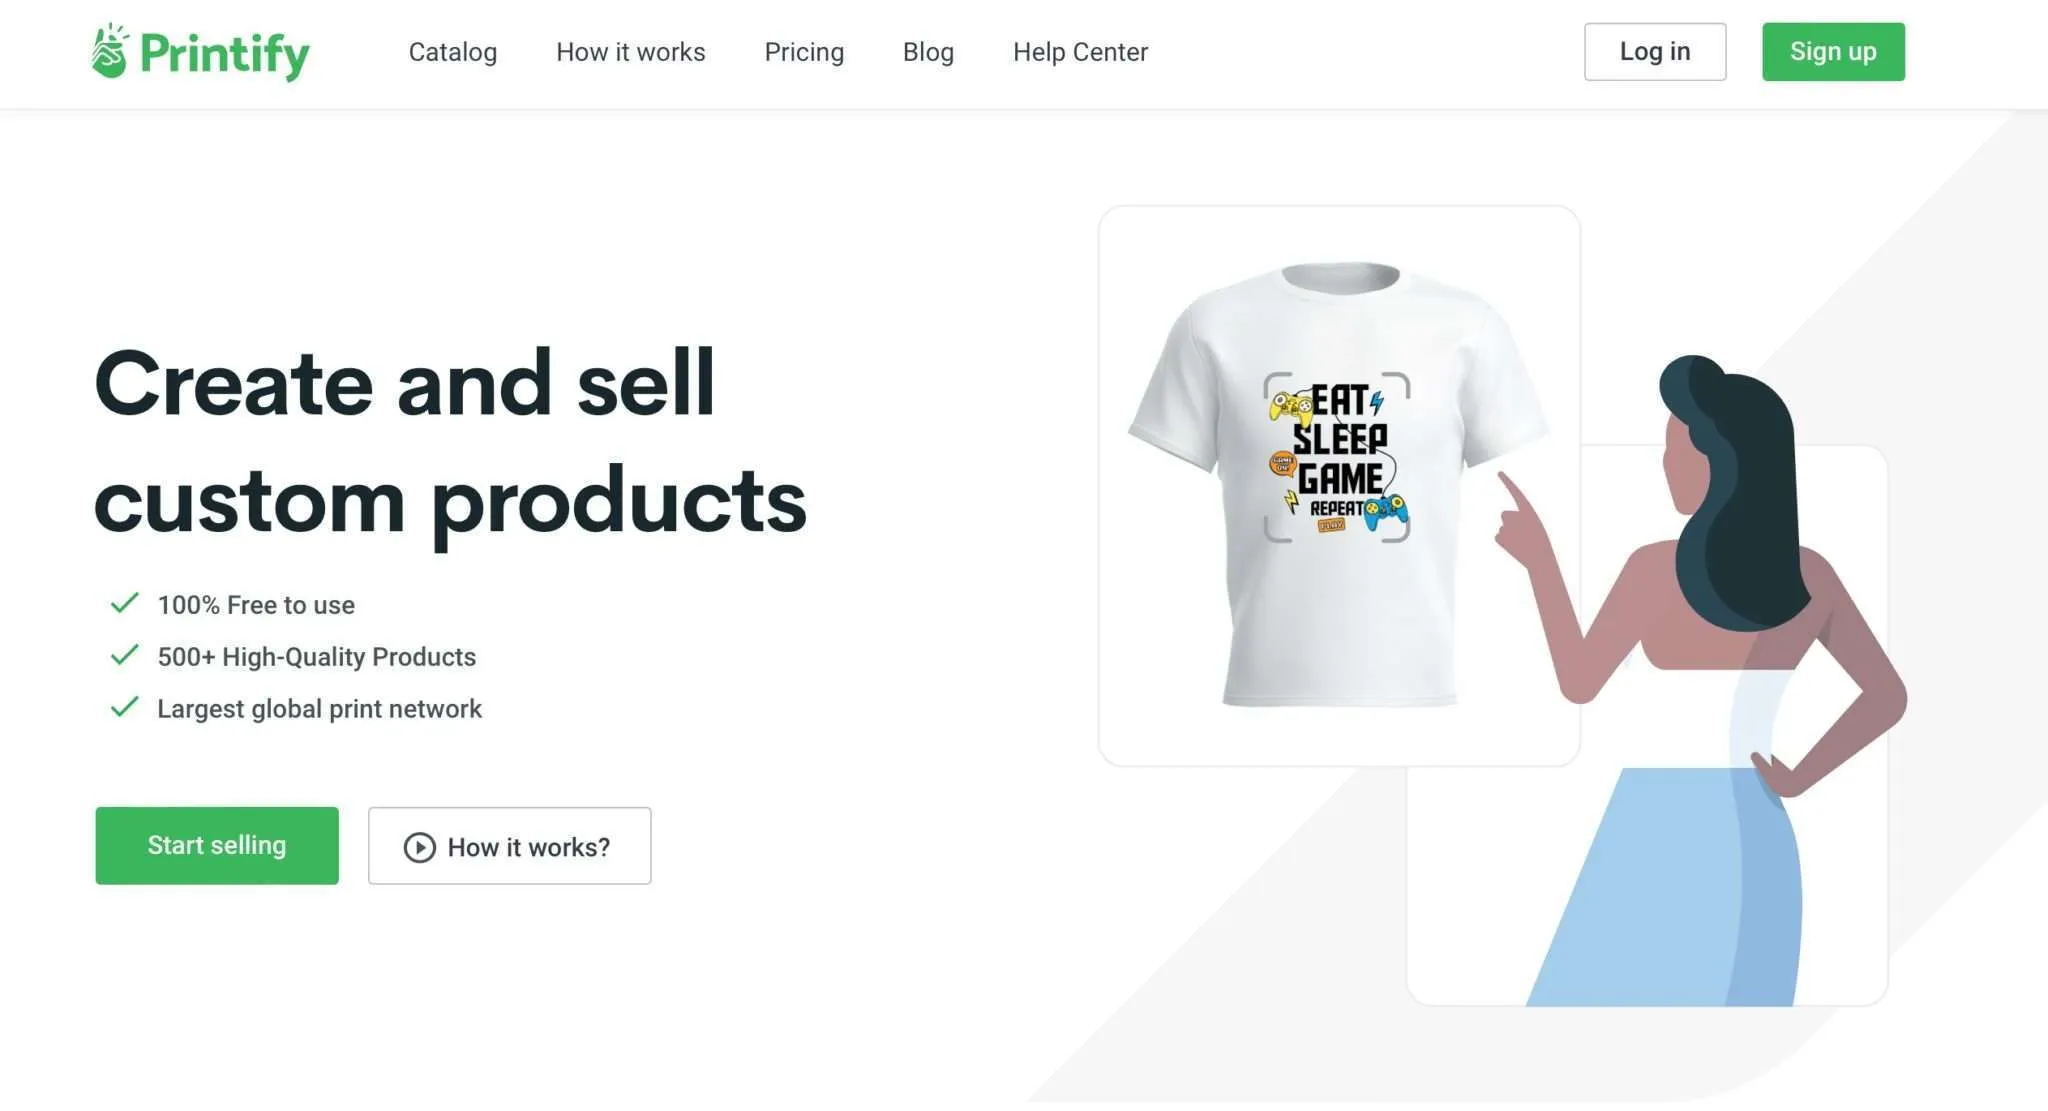 Printify
Catalog
How it works
Pricing
Blog
Help Center
Log in
Sign up
Create and sell
custom products
100% Free to use
500+ High-Quality Products
Largest global print network
Start selling
How it works?
EAT
SLEEP
GAME
ON!
GAME
REPEAT
PLAY